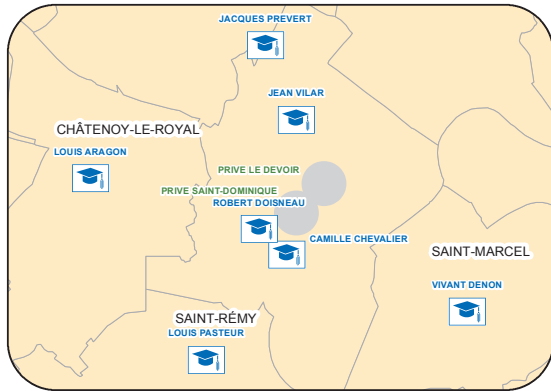 JACQUES PREVERT
JEAN VILAR
CHÂTENOY-LE-ROYAL
LOUIS ARAGON
PRIVE LE DEVOIR
PRIVE SAINT-DOMINIQUE
ROBERT DOISNEAU
CAMILLE CHEVALIER
SAINT-MARCEL
VIVANT DENON
SAINT-RÉMY
LOUIS PASTEUR